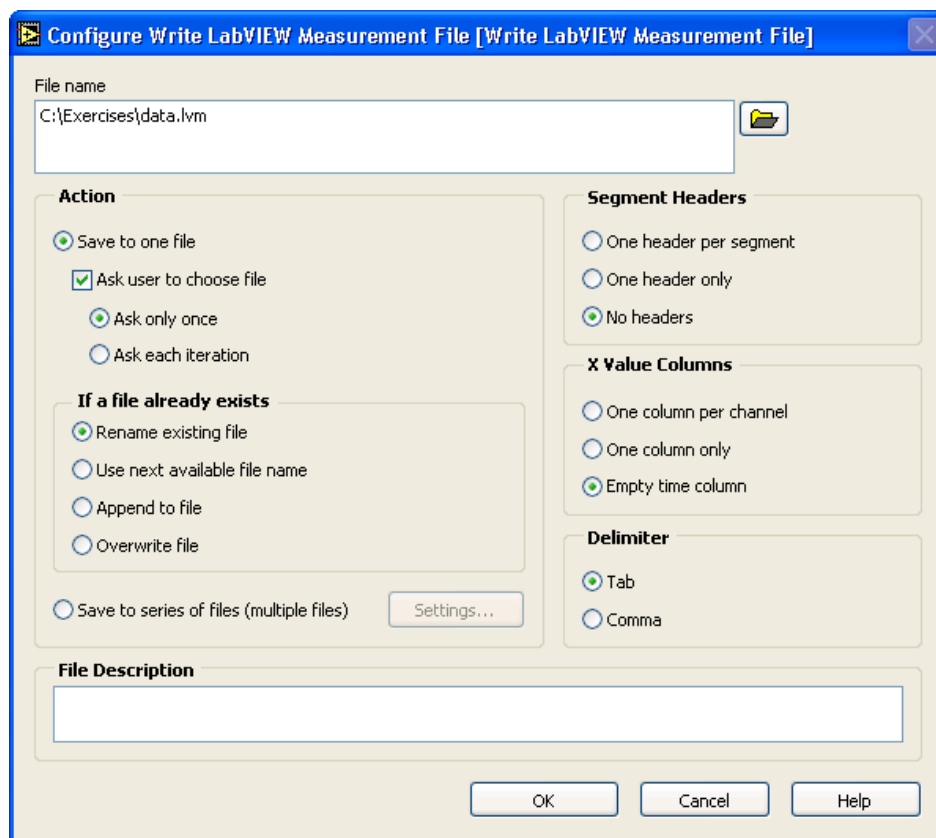 Configure Write LabVIEW Measurement File [Write LabVIEW Measurement File]
File name
C:\Exercises\data.lvm
Action
Save to one file
Ask user to choose file
Ask only once
Ask each iteration
If a file already exists
Rename existing file
Use next available file name
Append to file
Overwrite file
Save to series of files (multiple files)
Settings...
Segment Headers
One header per segment
One header only
No headers
X Value Columns
One column per channel
One column only
Empty time column
Delimiter
Tab
Comma
File Description
OK
Cancel
Help